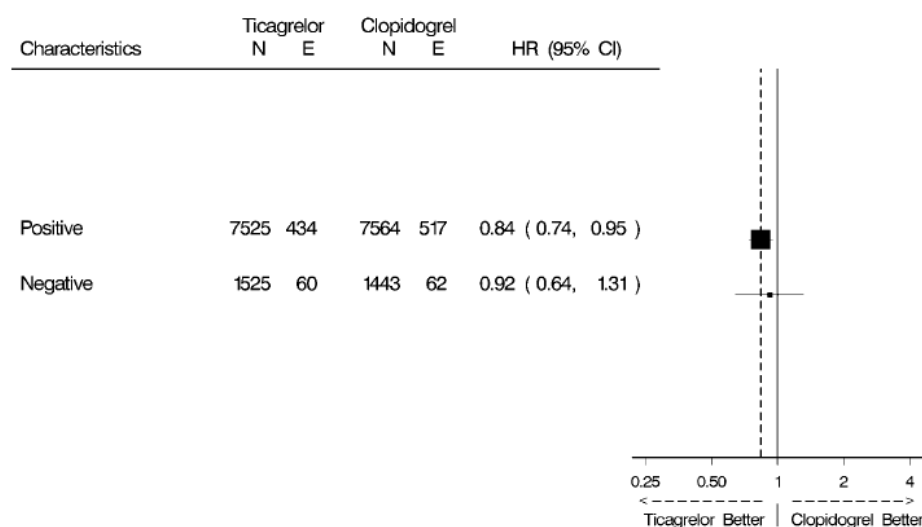 Ticagrelor Clopidogrel
Characteristics N E N E HR (95% CI)
Positive 7525 434 7564 517 0.84 ( 0.74, 0.95 )
Negative 1525 60 1443 62 0.92 ( 0.64, 1.31 )
0.25 0.50 1 2 4
Ticagrelor Better Clopidogrel Better